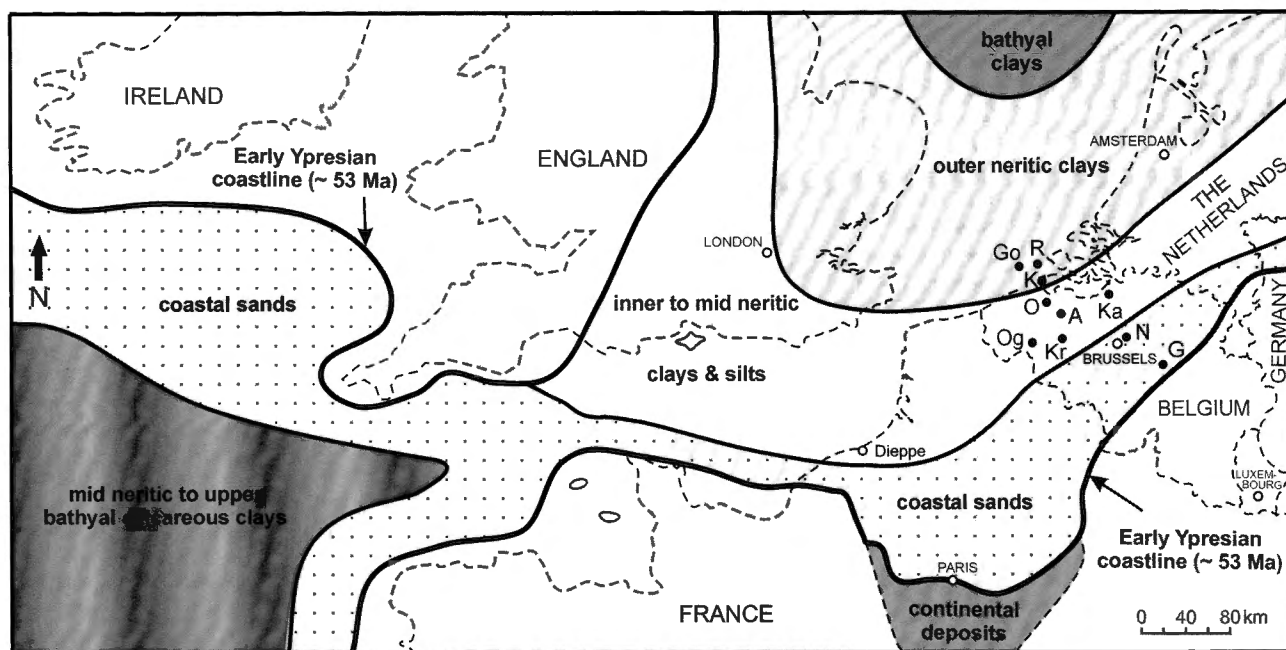 bathyal
clays
IRELAND
Early Ypresian
coastline (~ 53 Ma)
ENGLAND
AMSTERDAM
outer neritic clays
THE
NETHERLANDS
LONDON
Go
R
K
N
coastal sands
inner to mid neritic
O
A
Ka
GERMANY
Og
Kr
N
BRUSSELS
G
clays & silts
BELGIUM
Dieppe
mid neritic to upper
bathyal areous clays
coastal sands
LUXEM-
BOURG
Early Ypresian
coastline (~ 53 Ma)
PARIS
FRANCE
continental
deposits
0 40 80 km